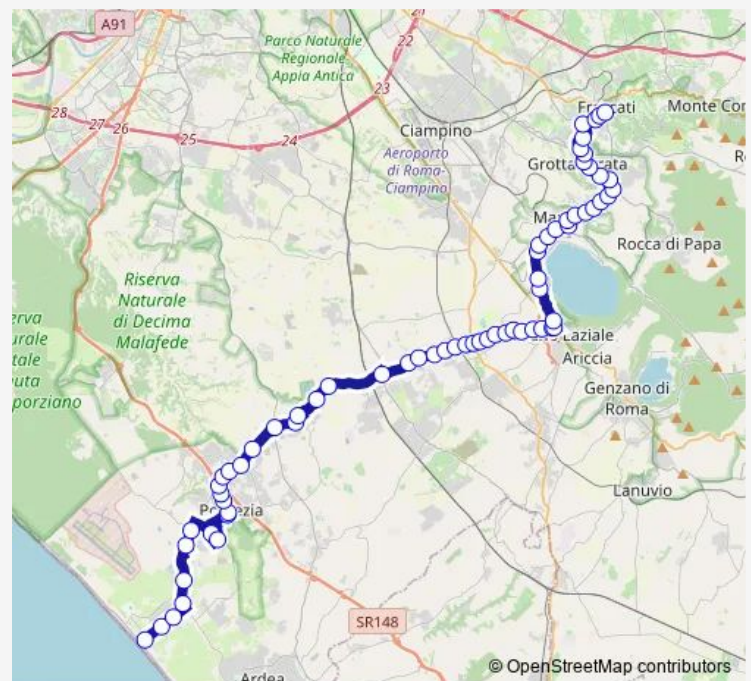 A91
21
Parco Naturale
Regionale
Appia Antica
22
23
28
27
26
25
24
Ciampino
Aeroporto
di Roma-
Ciampino
Monte
Rocca di Papa
Riserva
Naturale
di Decima
Malafede
Laziale
Ariccia
Genzano di
Roma
Lanuvio
SR148
Ardea
© OpenStreetMap contributors